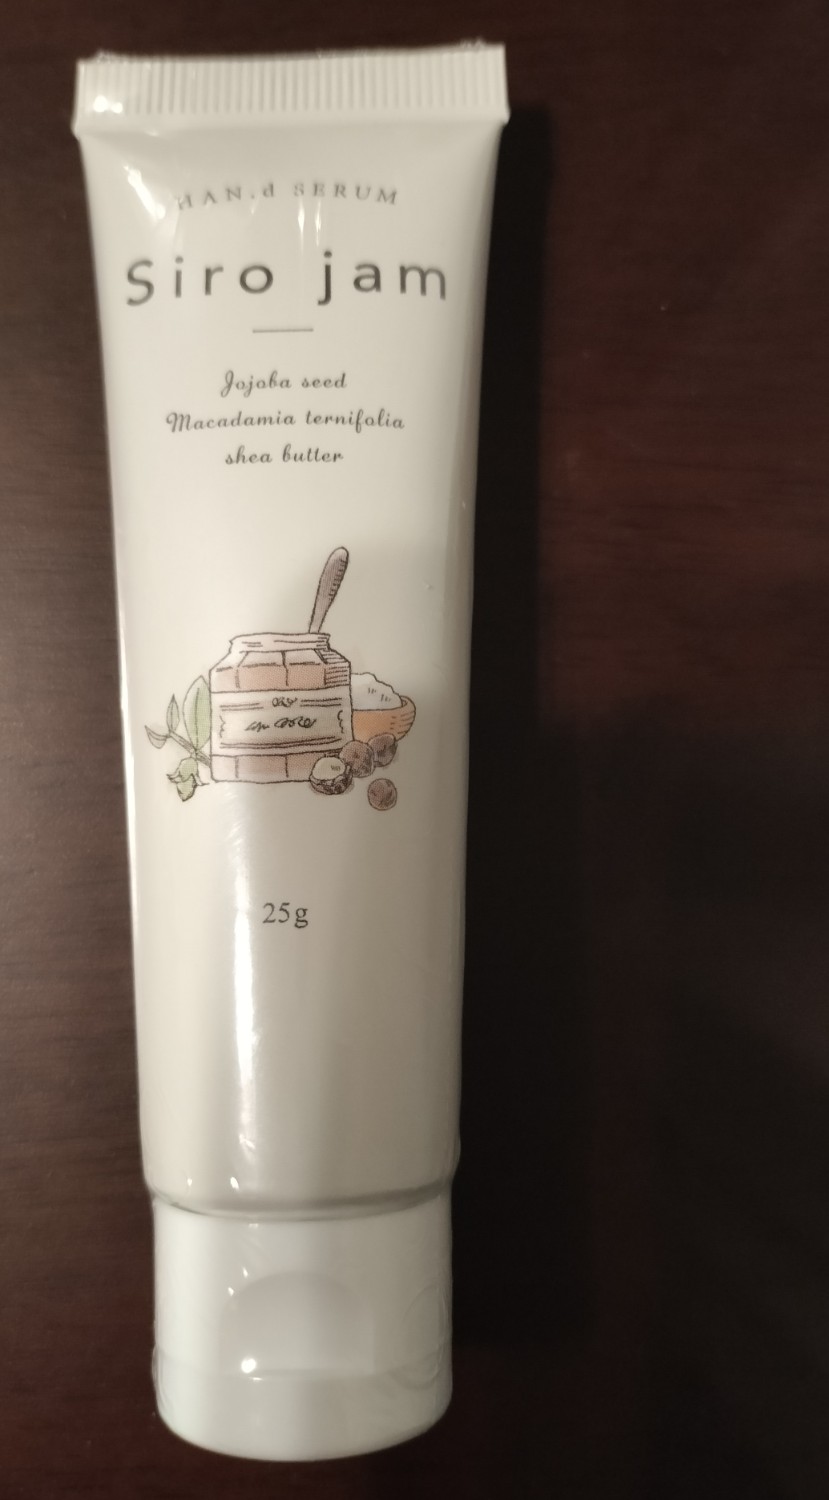 HAN.d SERUM
Siro jam
Jojoba seed
Macadamia ternifolia
shea butter
25g